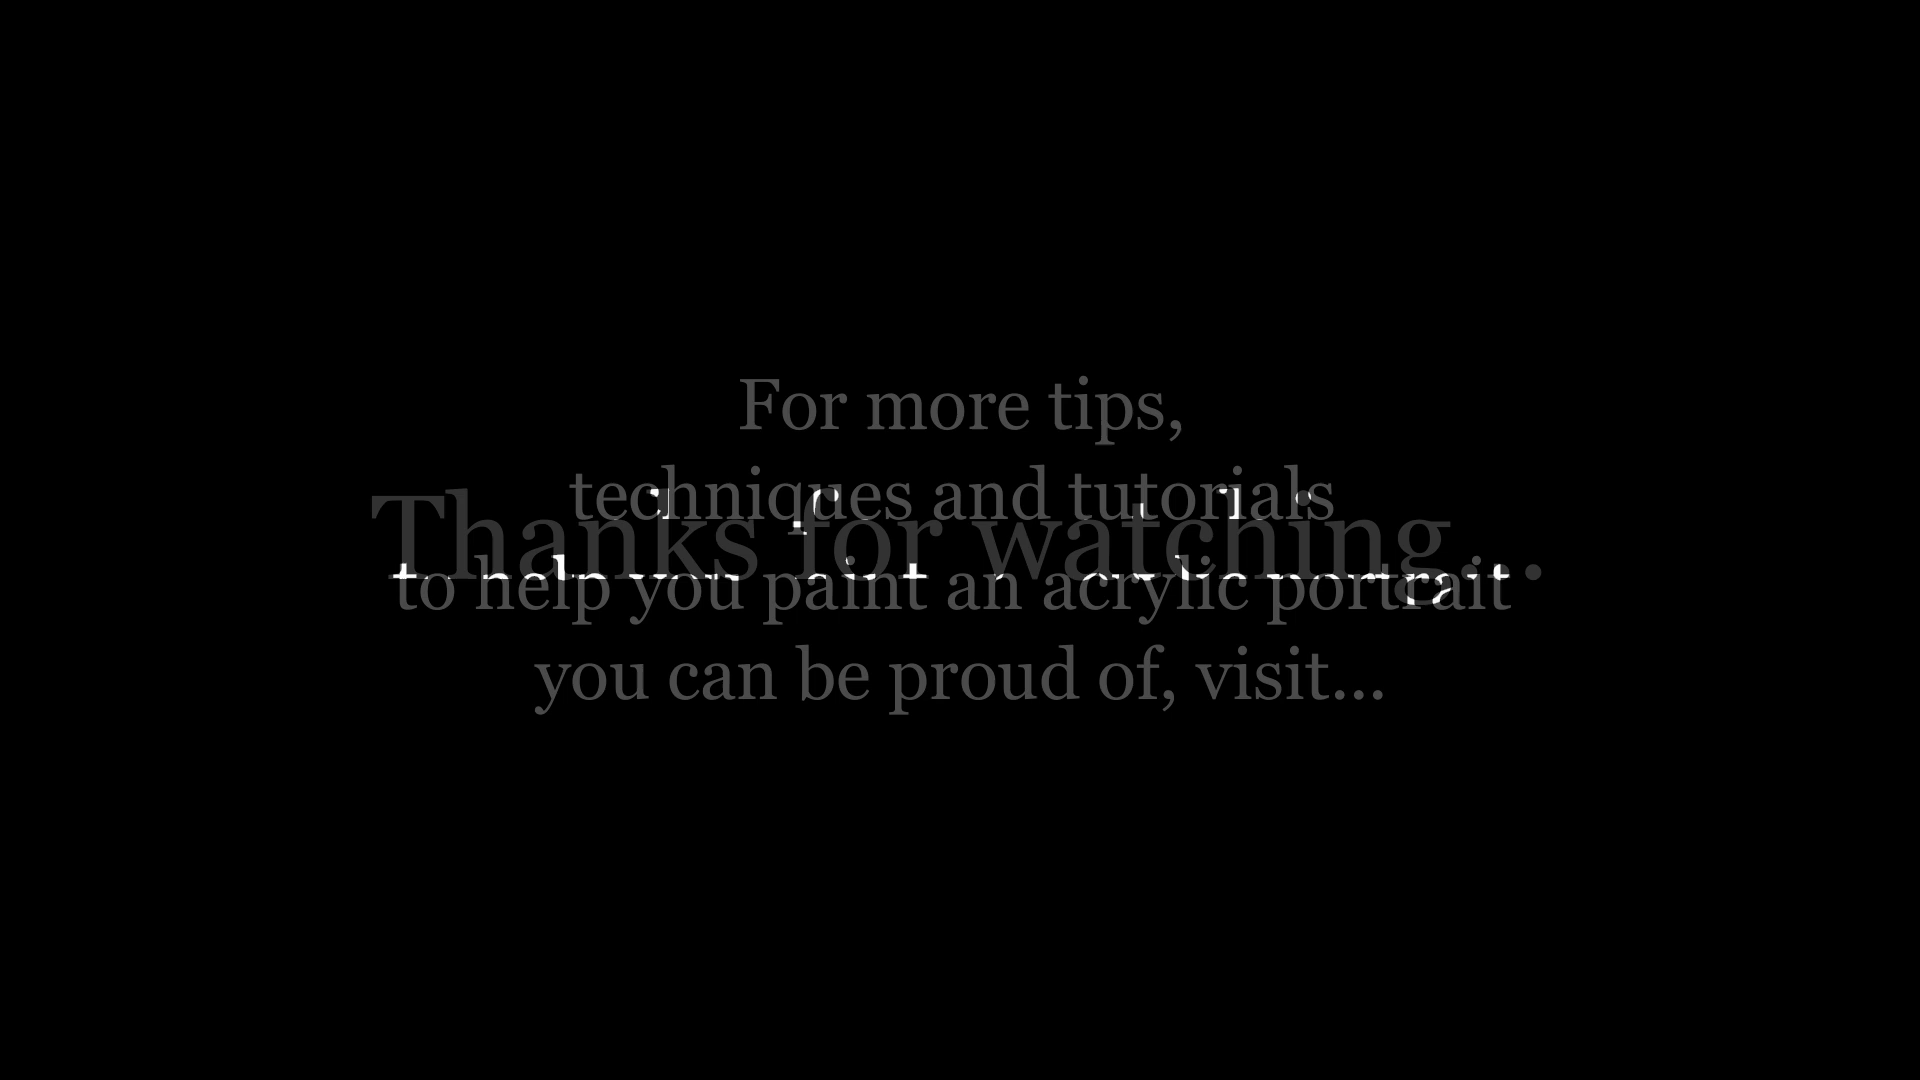 For more tips,
techniques and tutorials
Thanks for watching...
to help you paint an acrylic portrait
you can be proud of, visit...